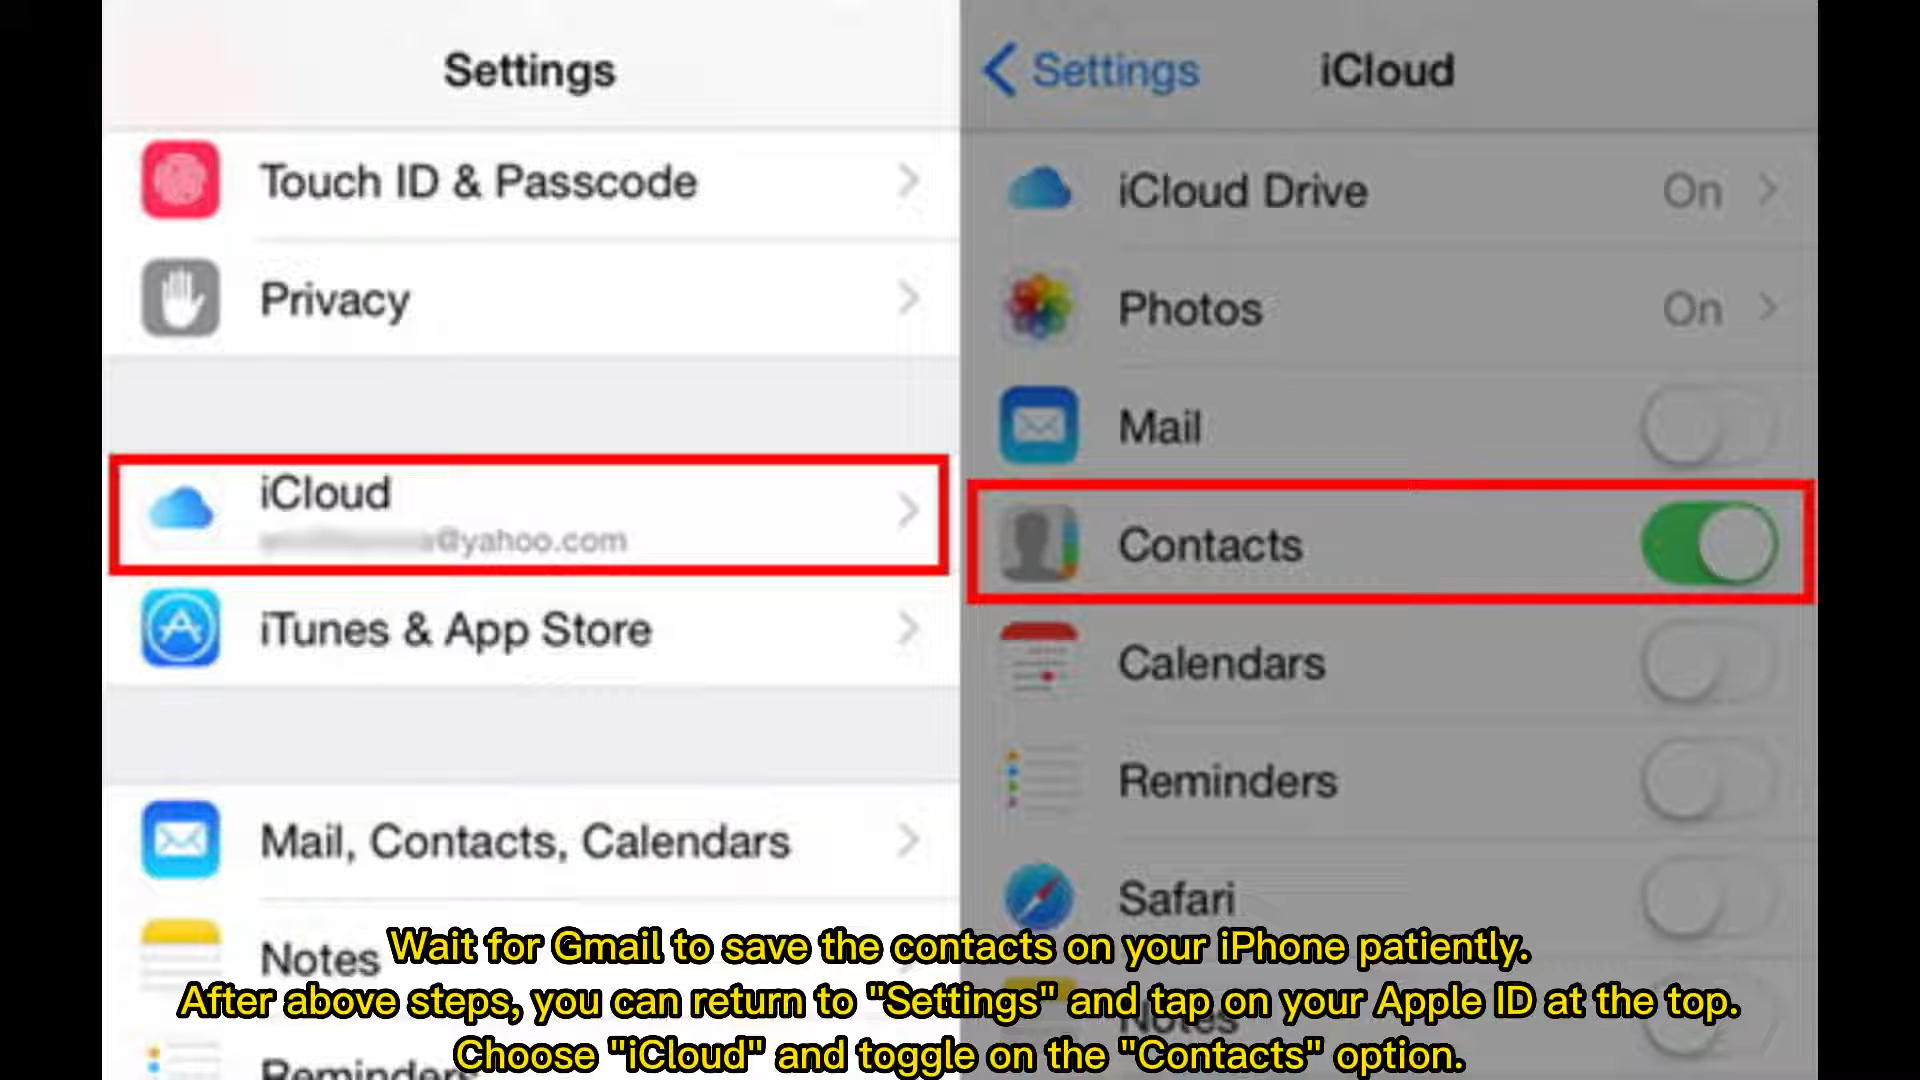 Settings
Touch ID & Passcode
Privacy
iCloud
@yahoo.com
iTunes & App Store
Mail, Contacts, Calendars
Notes
Reminders
Settings
iCloud
iCloud Drive On
Photos On
Mail
Contacts
Calendars
Reminders
Safari
Notes
Wait for Gmail to save the contacts on your iPhone patiently.
After above steps, you can return to "Settings" and tap on your Apple ID at the top.
Choose "iCloud" and toggle on the "Contacts" option.